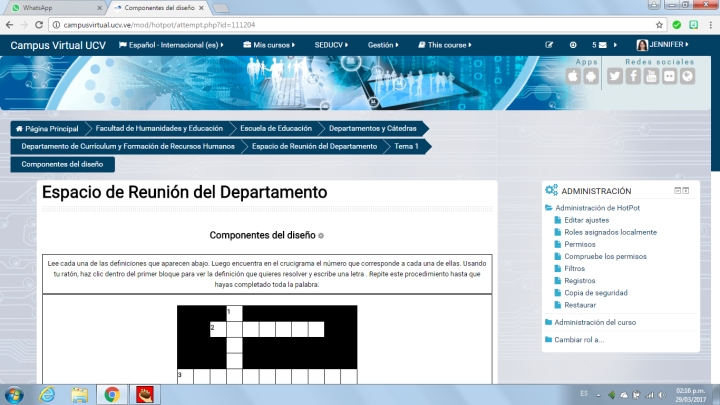 WhatsApp
Componentes del diseño
campusvirtual.ucv.ve/mod/hotpot/attempt.php?id=111204
Campus Virtual UCV
Español - Internacional (es)
Mis cursos
SEDUCV
Gestión
This course
5
JENNIFER
Apps
Redes sociales
Página Principal
Facultad de Humanidades y Educación
Escuela de Educación
Departamentos y Cátedras
Departamento de Currículum y Formación de Recursos Humanos
Espacio de Reunión del Departamento
Tema 1
Componentes del diseño
Espacio de Reunión del Departamento
Componentes del diseño
Lee cada una de las definiciones que aparecen abajo. Luego encuentra en el crucigrama el número que corresponde a cada una de ellas. Usando
tu ratón, haz clic dentro del primer bloque para ver la definición que quieres resolver y escribe una letra . Repite este procedimiento hasta que
hayas completado toda la palabra.
1
2
3
ADMINISTRACIÓN
Administración de HotPot
Editar ajustes
Roles asignados localmente
Permisos
Compruebe los permisos
Filtros
Registros
Copia de seguridad
Restaurar
Administración del curso
Cambiar rol a...
ES
02:16 p.m.
29/03/2017